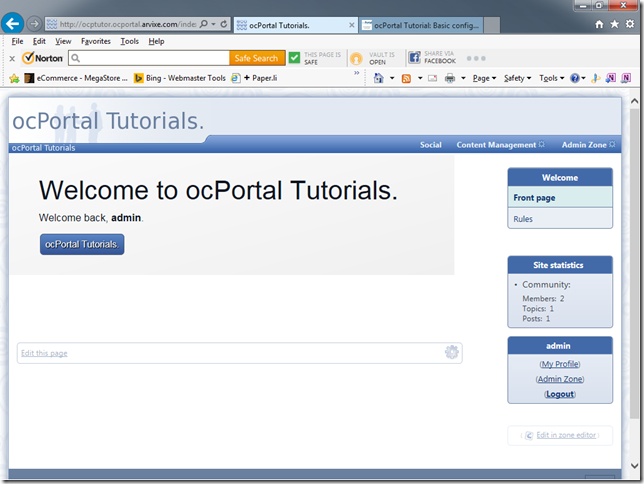 http://ocptutor.ocportal.arvixe.com/inde
ocPortal Tutorials.
ocPortal Tutorial: Basic config...
File Edit View Favorites Tools Help
x Norton Safe Search THIS PAGE IS SAFE VAULT IS OPEN SHARE VIA FACEBOOK
eCommerce - MegaStore ... Bing - Webmaster Tools + Paper.li » Page Safety Tools »
ocPortal Tutorials.
ocPortal Tutorials
Social Content Management Admin Zone
Welcome to ocPortal Tutorials.
Welcome back, admin.
ocPortal Tutorials.
Edit this page
Welcome
Front page
Rules
Site statistics
• Community:
Members: 2
Topics: 1
Posts: 1
admin
(My Profile)
(Admin Zone)
(Logout)
( Edit in zone editor )